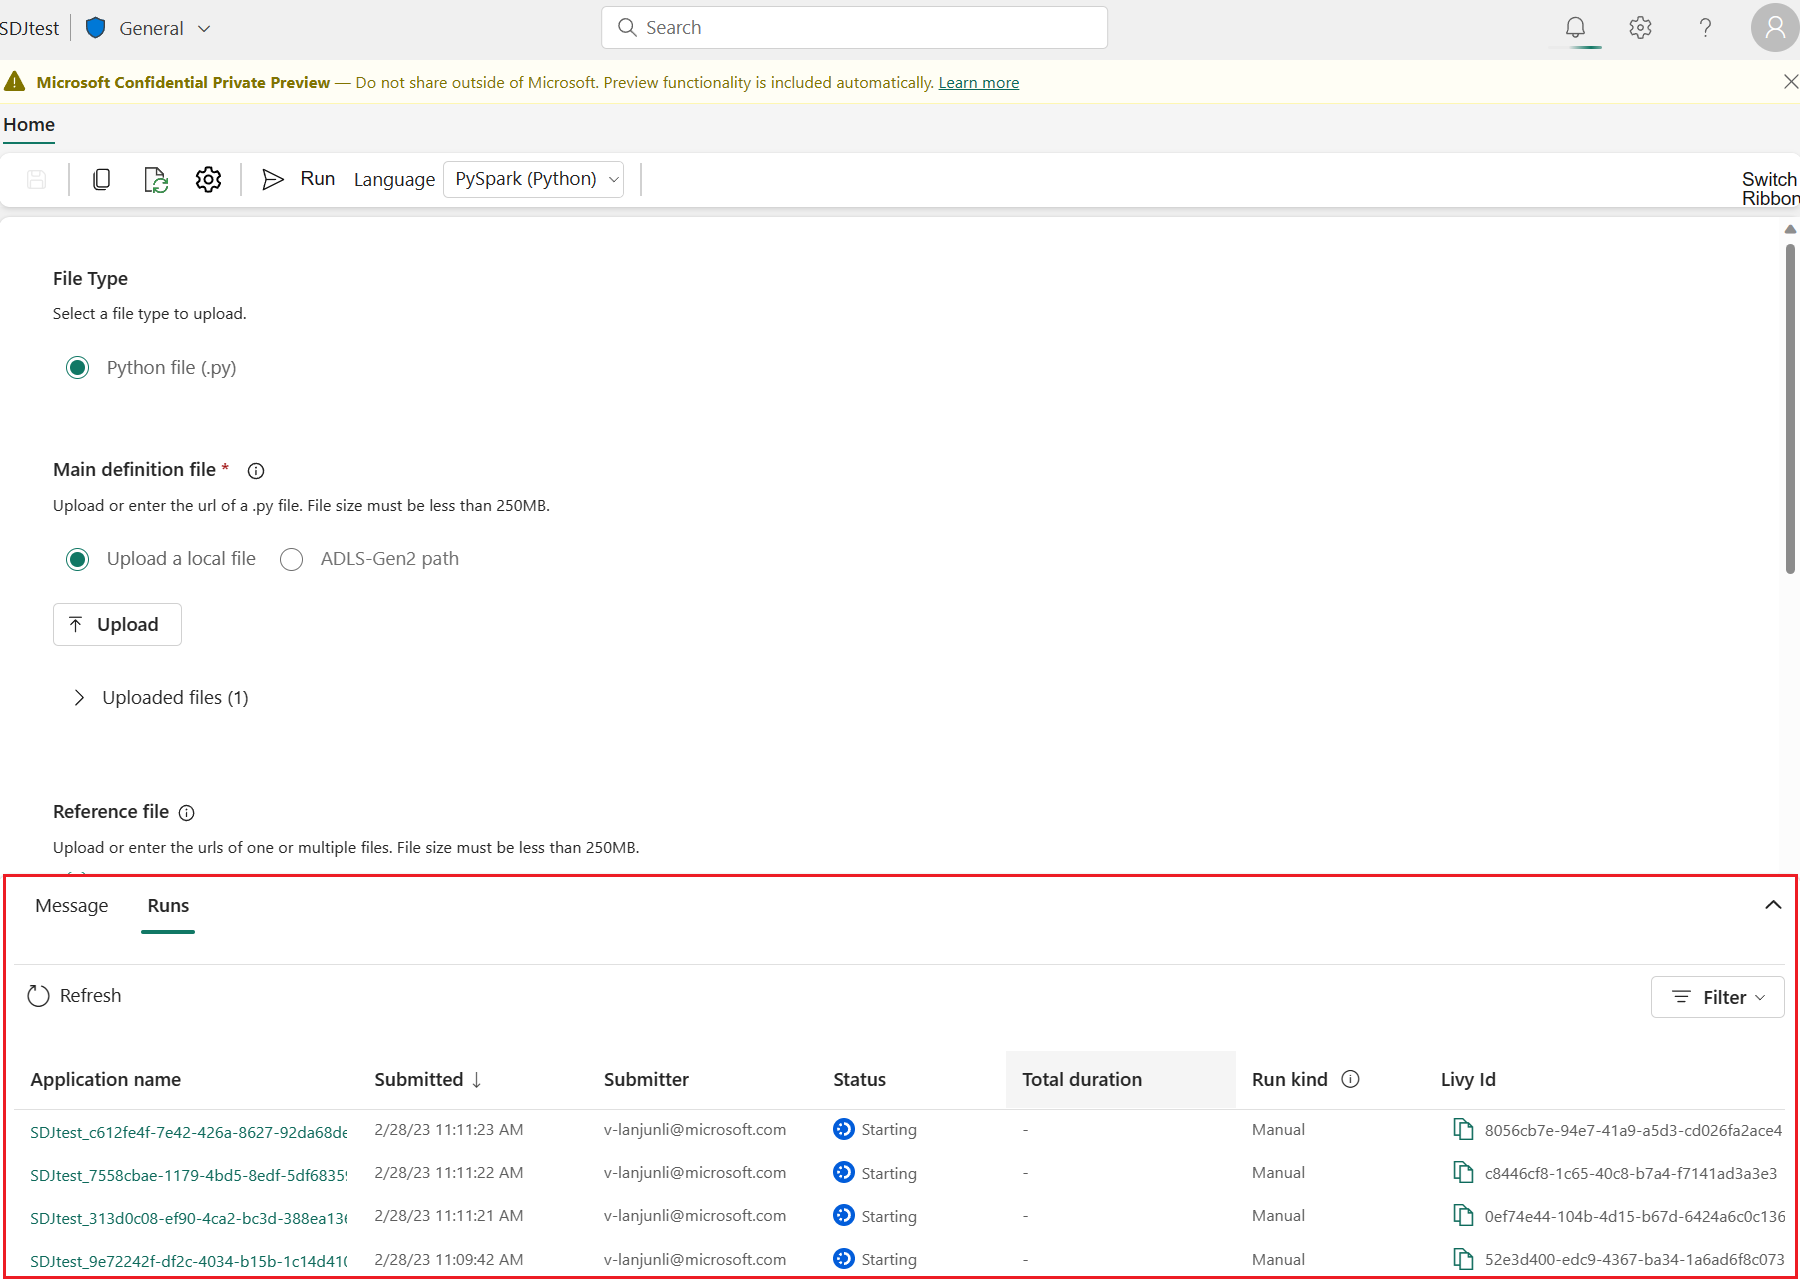 SDJtest General Search
Microsoft Confidential Private Preview — Do not share outside of Microsoft. Preview functionality is included automatically. Learn more
Home
Run Language PySpark (Python) Switch Ribbon
File Type
Select a file type to upload.
Python file (.py)
Main definition file *
Upload or enter the url of a .py file. File size must be less than 250MB.
Upload a local file ADLS-Gen2 path
Upload
Uploaded files (1)
Reference file
Upload or enter the urls of one or multiple files. File size must be less than 250MB.
Message Runs
Refresh Filter
Application name Submitted ↓ Submitter Status Total duration Run kind Livy Id
SDJtest_c612fe4f-7e42-426a-8627-92da68de 2/28/23 11:11:23 AM v-lanjunli@microsoft.com Starting - Manual 8056cb7e-94e7-41a9-a5d3-cd026fa2ace4
SDJtest_7558cbae-1179-4bd5-8edf-5df68359 2/28/23 11:11:22 AM v-lanjunli@microsoft.com Starting - Manual c8446cf8-1c65-40c8-b7a4-f7141ad3a3e3
SDJtest_313d0c08-ef90-4ca2-bc3d-388ea136 2/28/23 11:11:21 AM v-lanjunli@microsoft.com Starting - Manual 0ef74e44-104b-4d15-b67d-6424a6c0c136
SDJtest_9e72242f-df2c-4034-b15b-1c14d410 2/28/23 11:09:42 AM v-lanjunli@microsoft.com Starting - Manual 52e3d400-edc9-4367-ba34-1a6ad6f8c073